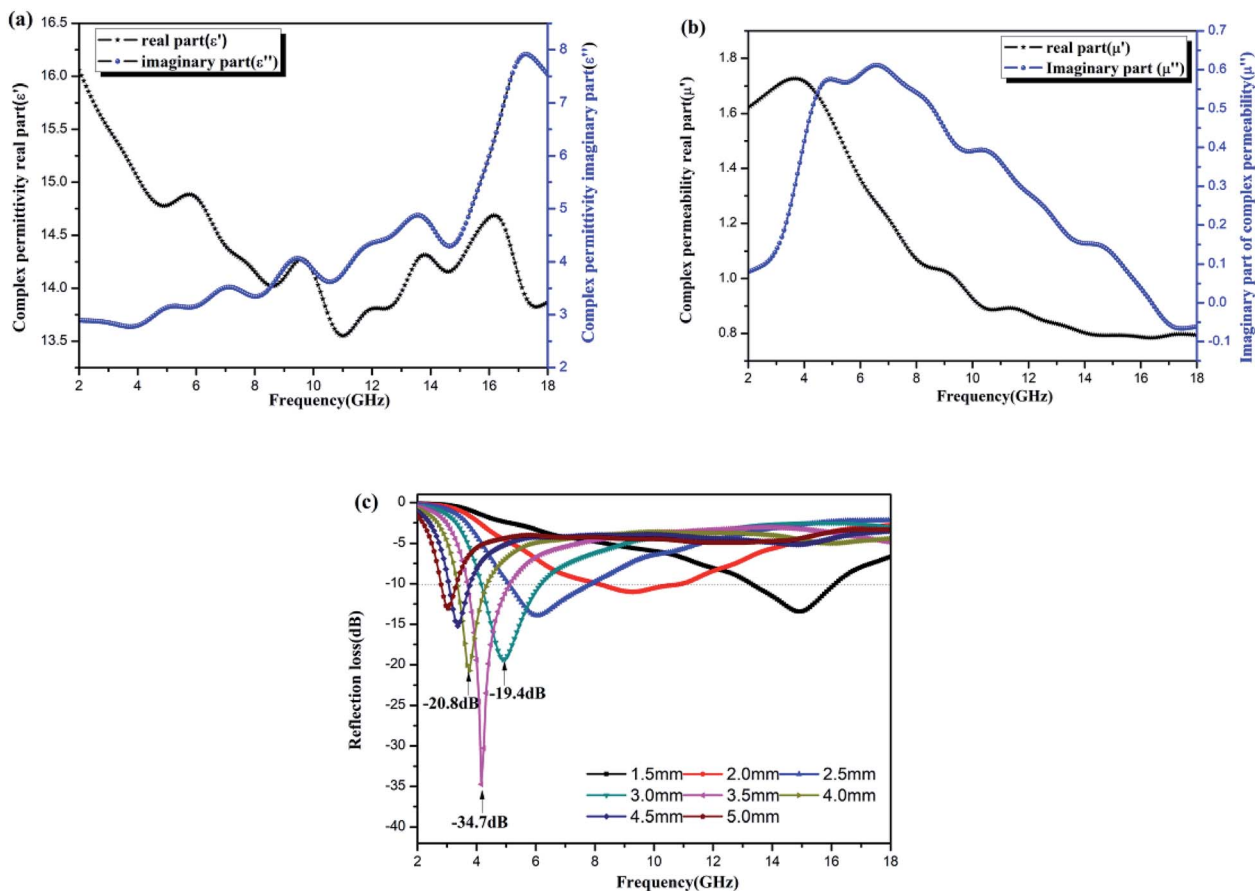 (a)
real part(ε')
imaginary part(ε'')
Complex permittivity real part(ε')
16.5
16.0
15.5
15.0
14.5
14.0
13.5
Complex permittivity imaginary part(ε'')
8
7
6
5
4
3
2
2 4 6 8 10 12 14 16 18
Frequency(GHz)
(b)
real part(μ')
Imaginary part (μ'')
Complex permeability real part(μ')
1.8
1.6
1.4
1.2
1.0
0.8
Imaginary part of complex permeability(μ'')
0.7
0.6
0.5
0.4
0.3
0.2
0.1
0.0
-0.1
2 4 6 8 10 12 14 16 18
Frequency(GHz)
(c)
Reflection loss(dB)
0
-5
-10
-15
-20
-25
-30
-35
-40
-20.8dB
-19.4dB
-34.7dB
1.5mm 2.0mm 2.5mm
3.0mm 3.5mm 4.0mm
4.5mm 5.0mm
2 4 6 8 10 12 14 16 18
Frequency(GHz)